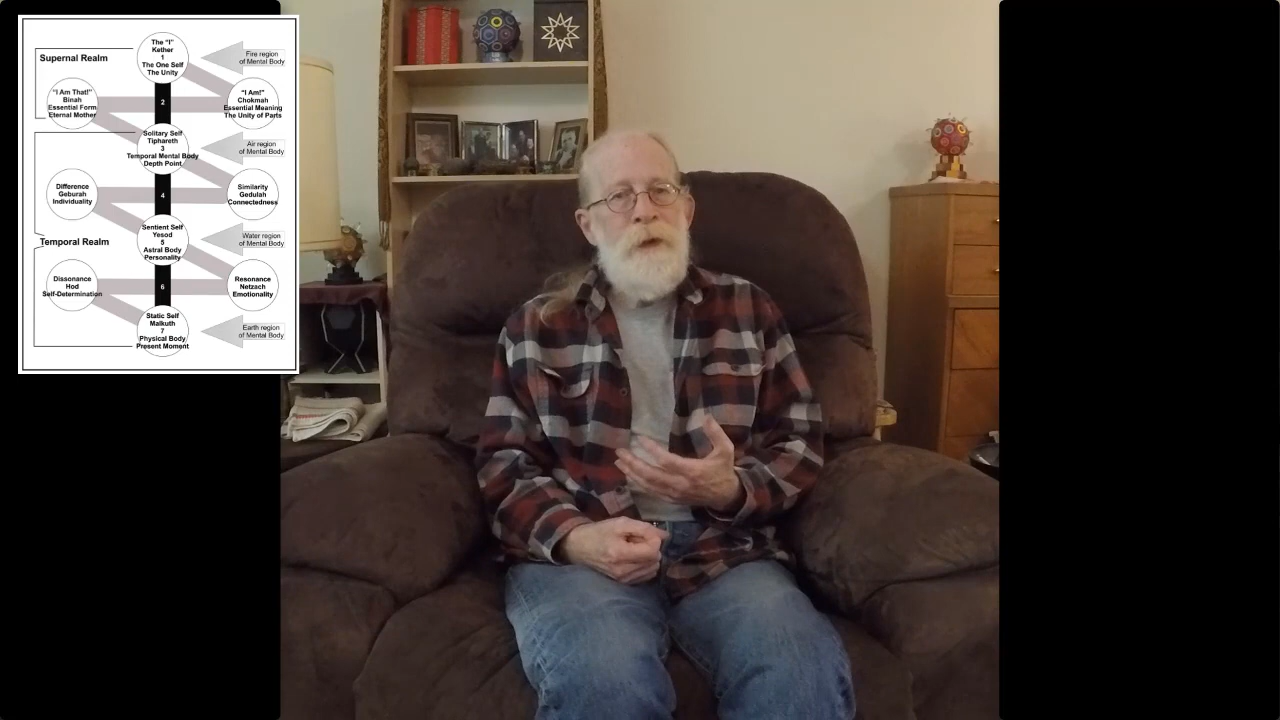 The "I"
Kether
1
The One Self
The Unity
Fire region
of Mental Body
Supernal Realm
"I Am That!"
Binah
Essential Form
Eternal Mother
2
"I Am!"
Chokmah
Essential Meaning
The Unity of Parts
Solitary Self
Tiphareth
3
Temporal Mental Body
Depth Point
Air region
of Mental Body
Difference
Geburah
Individuality
4
Similarity
Gedulah
Connectedness
Sentient Self
Yesod
5
Astral Body
Personality
Water region
of Mental Body
Temporal Realm
Dissonance
Hod
Self-Determination
6
Resonance
Netzach
Emotionality
Static Self
Malkuth
7
Physical Body
Present Moment
Earth region
of Mental Body